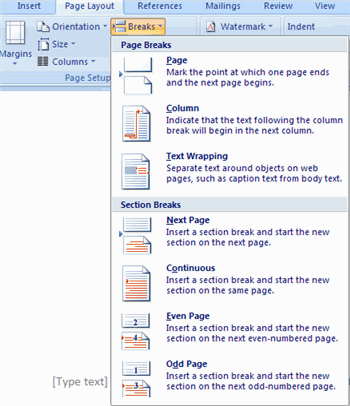 Insert Page Layout References Mailings Review View
Orientation Breaks Watermark Indent
Size
Margins
Columns
Page Setup
Page Breaks
Page
Mark the point at which one page ends
and the next page begins.
Column
Indicate that the text following the column
break will begin in the next column.
Text Wrapping
Separate text around objects on web
pages, such as caption text from body text.
Section Breaks
Next Page
Insert a section break and start the new
section on the next page.
Continuous
Insert a section break and start the new
section on the same page.
2
4
Even Page
Insert a section break and start the new
section on the next even-numbered page.
1
3
Odd Page
Insert a section break and start the new
section on the next odd-numbered page.
[Type text]